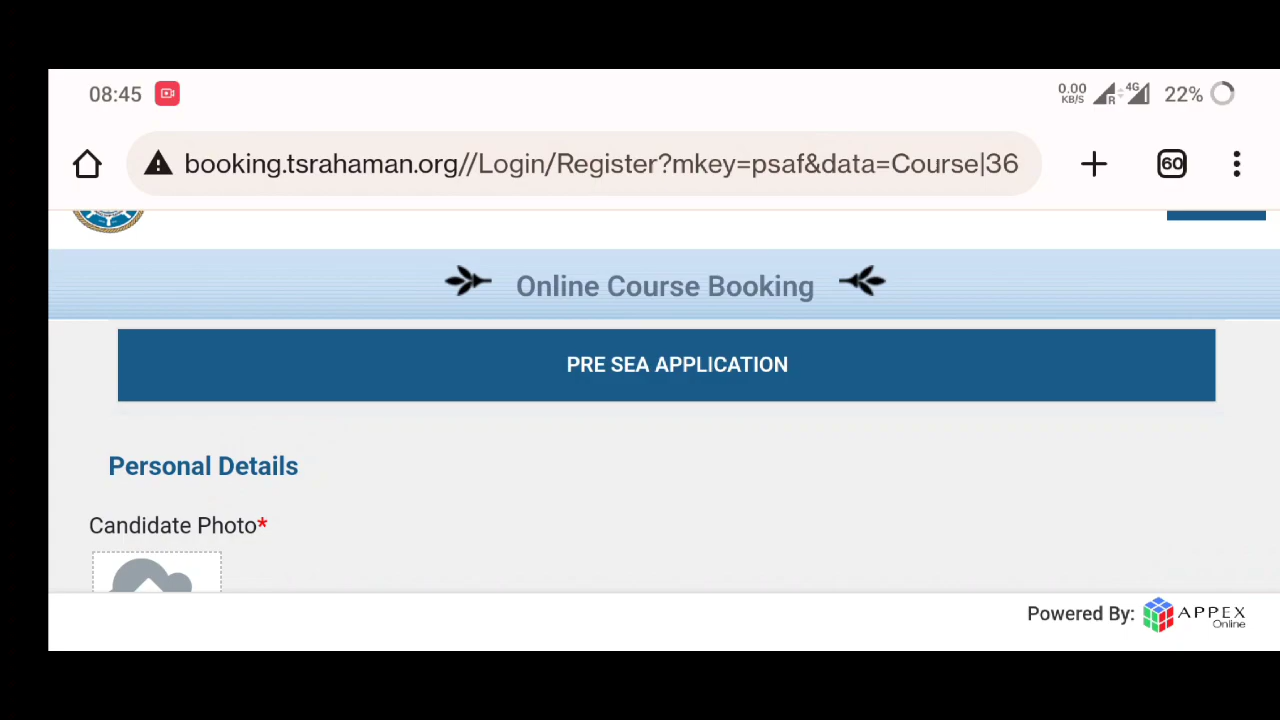 08:45
0.00
KB/S
R
4G
22%
booking.tsrahaman.org//Login/Register?mkey=psaf&data=Course|36
60
Online Course Booking
PRE SEA APPLICATION
Personal Details
Candidate Photo*
Powered By: APPEX
Online